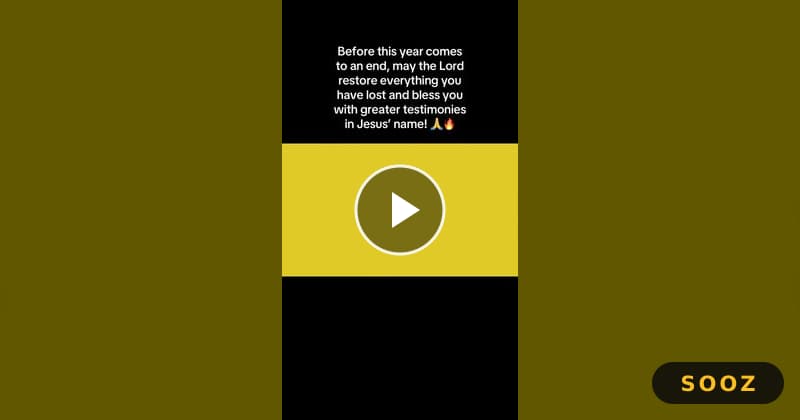 Before this year comes
to an end, may the Lord
restore everything you
have lost and bless you
with greater testimonies
in Jesus’ name! 🙏🔥
SOOZ